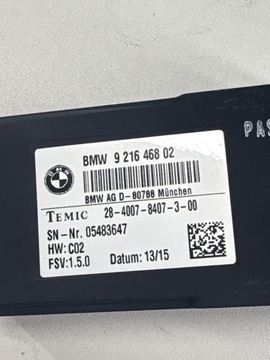 BMW 9 216 468 02
BMW AG D-80788 München
TEMIC 28-4007-8407-3-00
SN-Nr. 05483647
HW: C02
FSV:1.5.0 Datum: 13/15
BMW
PAS